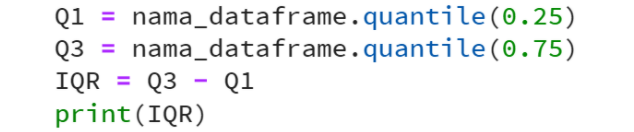 Q1 = nama_dataframe.quantile(0.25)
Q3 = nama_dataframe.quantile(0.75)
IQR = Q3 - Q1
print(IQR)